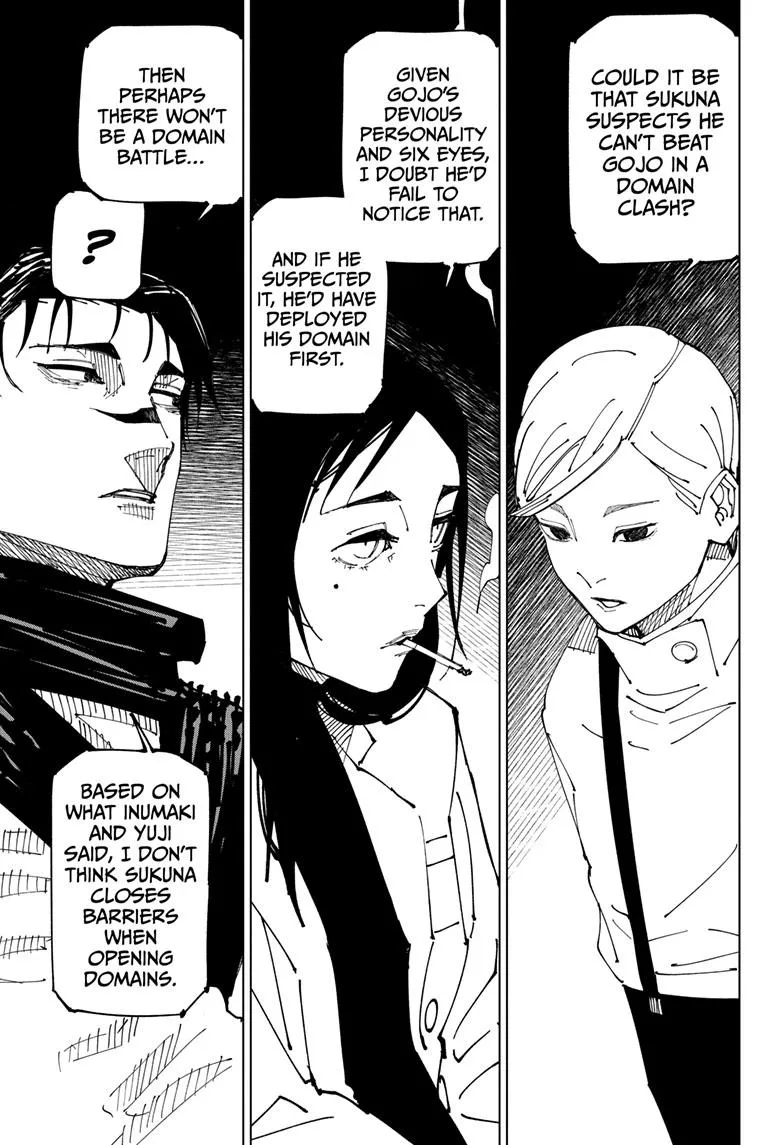 COULD IT BE
THAT SUKUNA
SUSPECTS HE
CAN'T BEAT
GOJO IN A
DOMAIN
CLASH?
GIVEN
GOJO'S
DEVIOUS
PERSONALITY
AND SIX EYES,
I DOUBT HE'D
FAIL TO
NOTICE THAT.
AND IF HE
SUSPECTED
IT, HE'D HAVE
DEPLOYED
HIS DOMAIN
FIRST.
THEN
PERHAPS
THERE WON'T
BE A DOMAIN
BATTLE...
?
BASED ON
WHAT INUMAKI
AND YUJI
SAID, I DON'T
THINK SUKUNA
CLOSES
BARRIERS
WHEN
OPENING
DOMAINS.